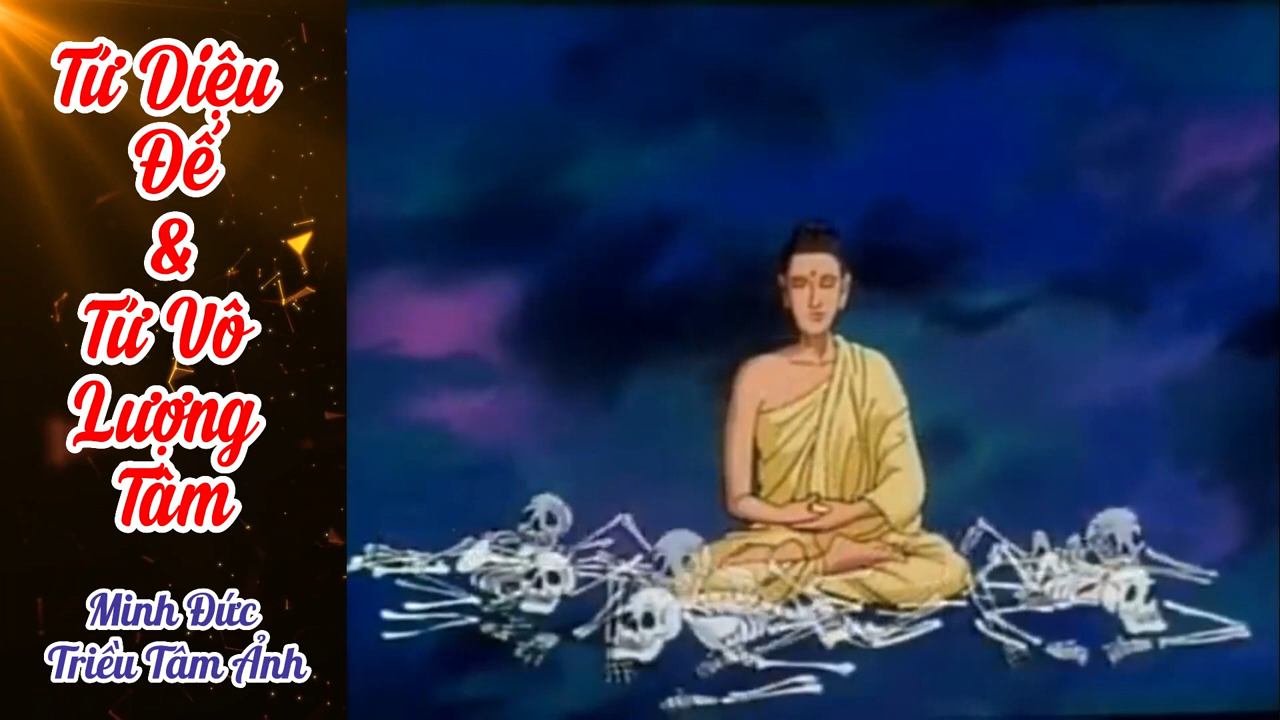 Tứ Diệu
Đế
&
Tứ Vô
Lượng
Tâm
Minh Đức
Triều Tâm Ảnh